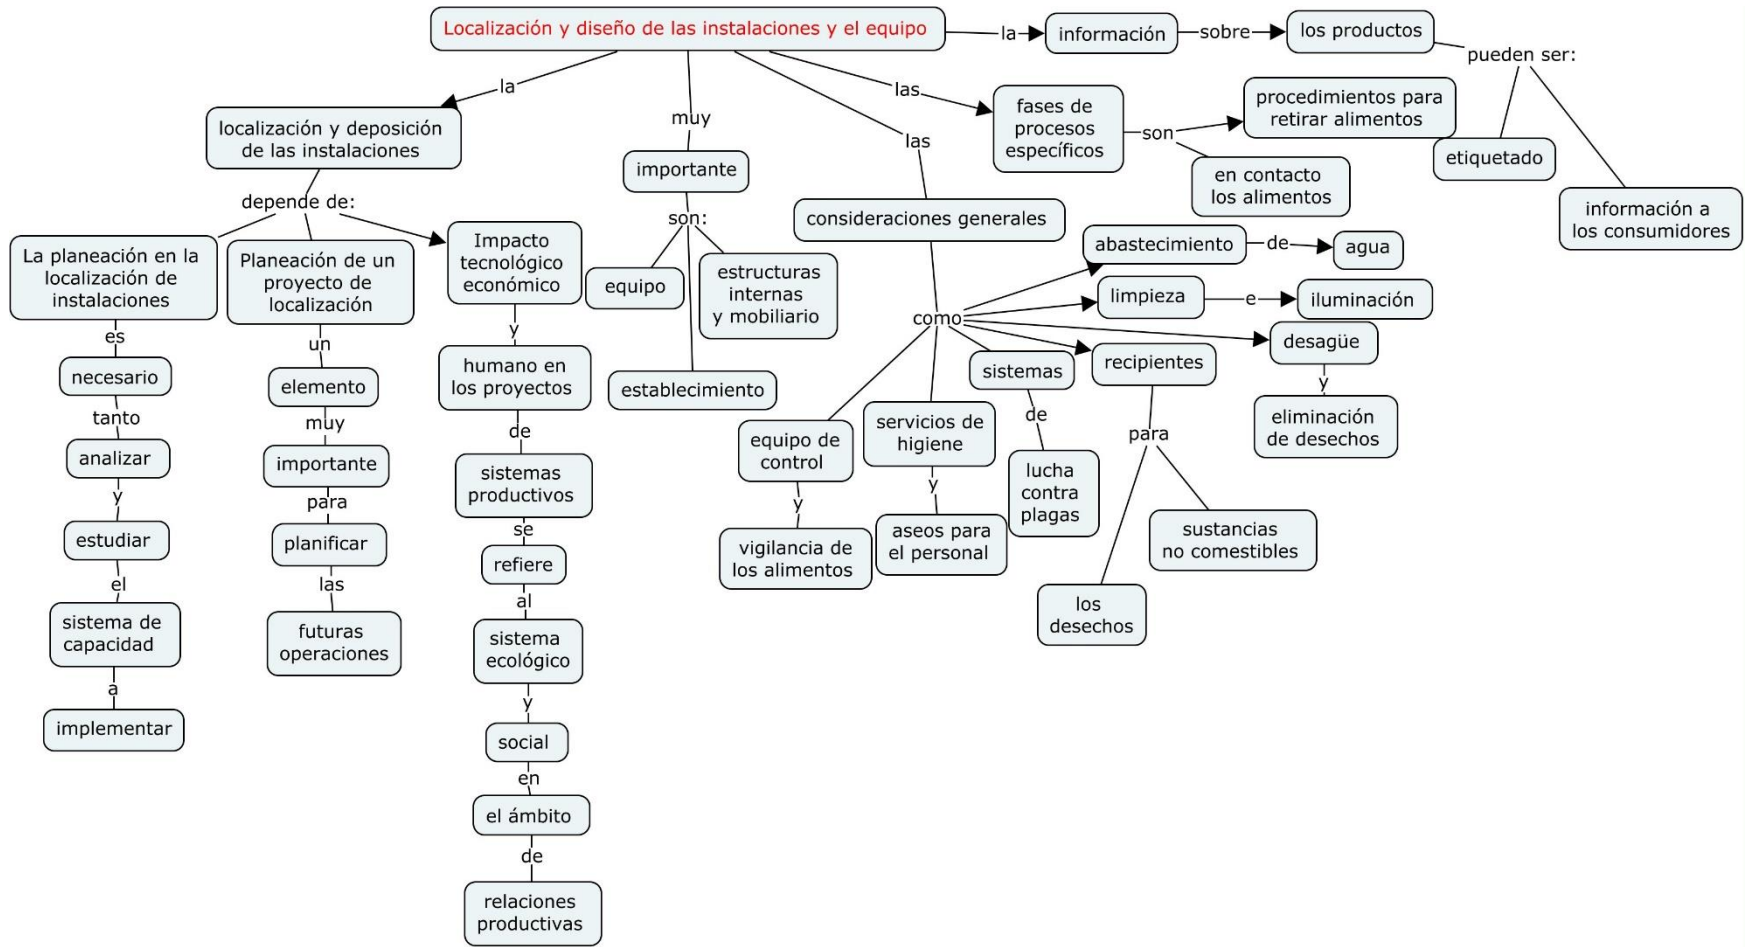 Localización y diseño de las instalaciones y el equipo
la
información
sobre
los productos
pueden ser:
etiquetado
información a
los consumidores
las
fases de
procesos
específicos
son
procedimientos para
retirar alimentos
en contacto
los alimentos
la
localización y deposición
de las instalaciones
depende de:
La planeación en la
localización de
instalaciones
es
necesario
tanto
analizar
y
estudiar
el
sistema de
capacidad
a
implementar
Planeación de un
proyecto de
localización
un
elemento
muy
importante
para
planificar
las
futuras
operaciones
Impacto
tecnológico
económico
y
humano en
los proyectos
de
sistemas
productivos
se
refiere
al
sistema
ecológico
y
social
en
el ámbito
de
relaciones
productivas
muy
importante
son:
equipo
estructuras
internas
y mobiliario
establecimiento
las
consideraciones generales
como
abastecimiento
de
agua
limpieza
e
iluminación
desagüe
y
eliminación
de desechos
recipientes
para
los
desechos
sustancias
no comestibles
sistemas
de
lucha
contra
plagas
servicios de
higiene
y
aseos para
el personal
equipo de
control
y
vigilancia de
los alimentos